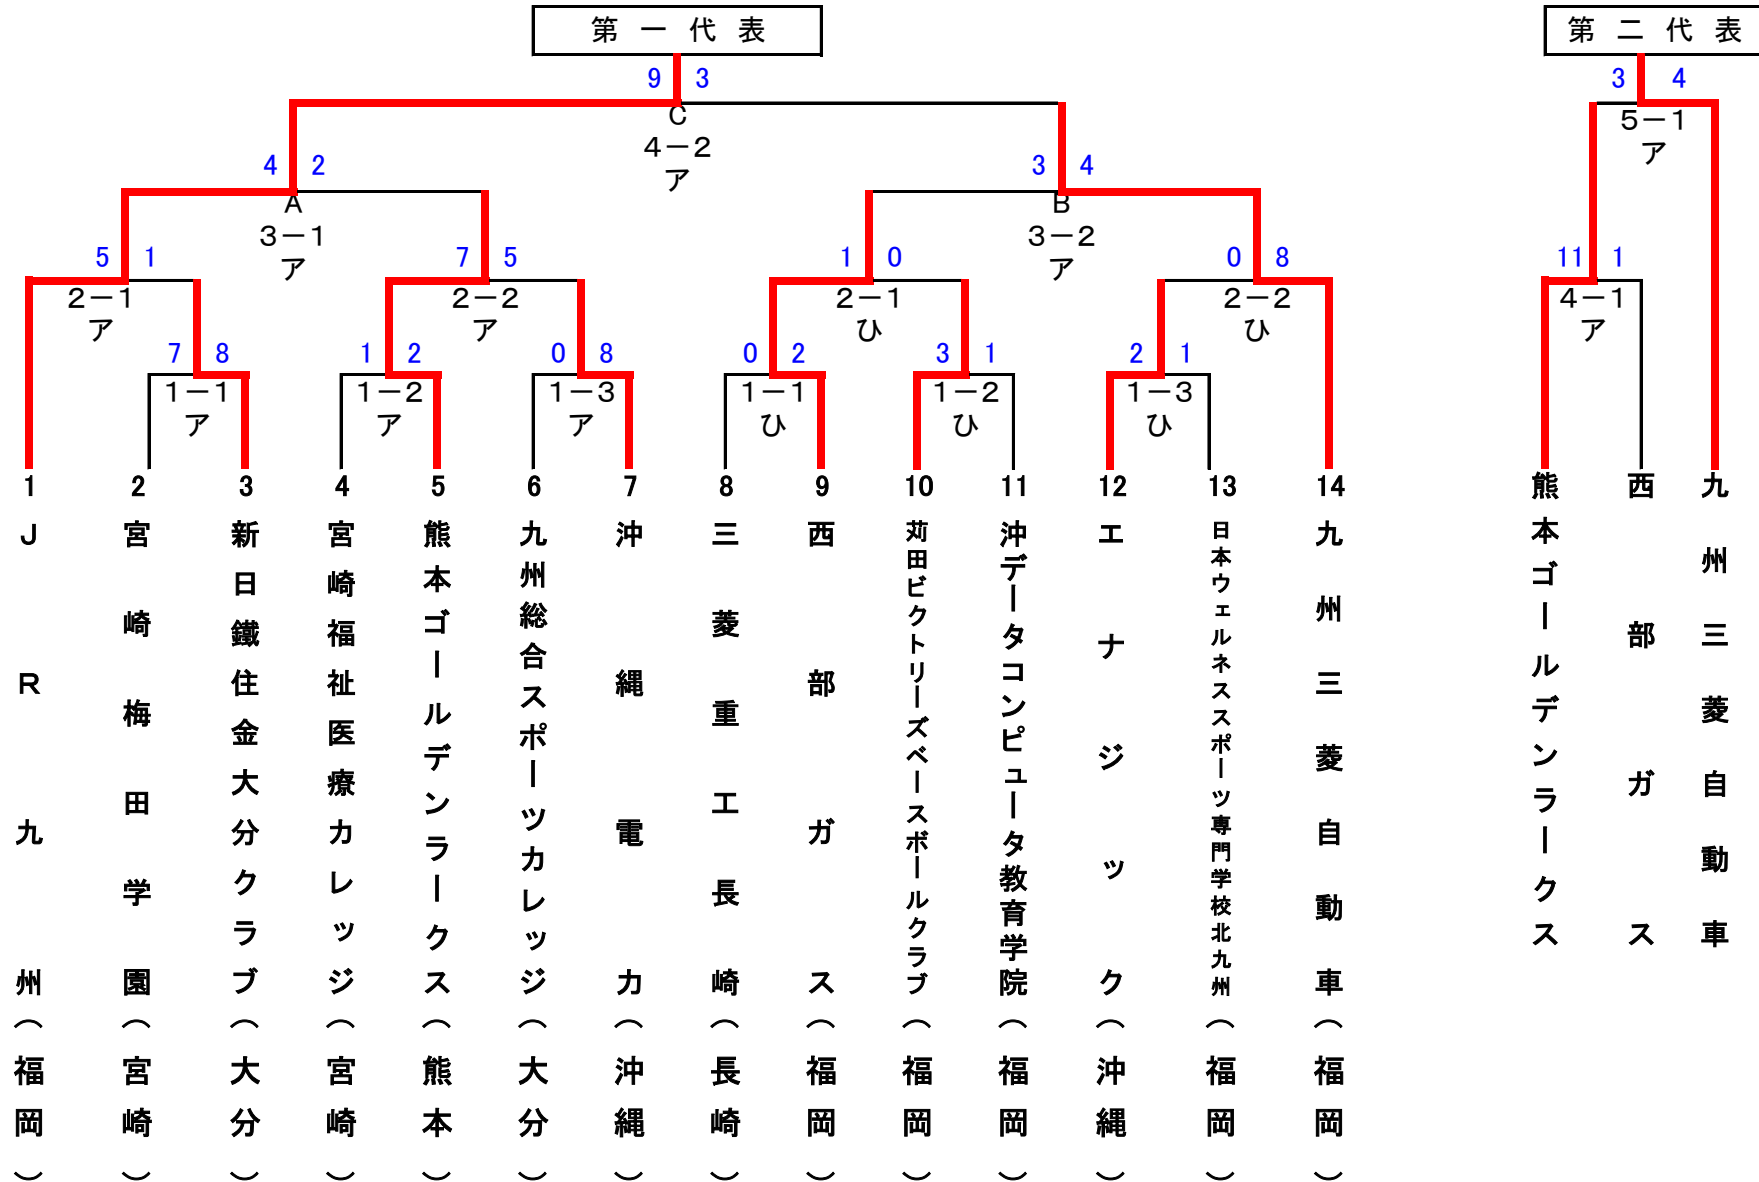 第一代表
第二代表
9 3
3 4
C
4－2
ア
5－1
ア
4 2
3 4
A
3－1
ア
B
3－2
ア
5 1
7 5
1 0
0 8
11 1
2－1
ア
2－2
ア
2－1
ひ
2－2
ひ
4－1
ア
7 8
1 2
0 8
0 2
3 1
2 1
1－1
ア
1－2
ア
1－3
ア
1－1
ひ
1－2
ひ
1－3
ひ
1
JR九州（福岡）
2
宮崎梅田学園（宮崎）
3
新日鐵住金大分クラブ（大分）
4
宮崎福祉医療カレッジ（宮崎）
5
熊本ゴールデンラークス（熊本）
6
九州総合スポーツカレッジ（大分）
7
沖縄電力（沖縄）
8
三菱重工長崎（長崎）
9
西部ガス（福岡）
10
苅田ビクトリーズベースボールクラブ（福岡）
11
沖データコンピュータ教育学院（福岡）
12
エナジック（沖縄）
13
日本ウェルネススポーツ専門学校北九州（福岡）
14
九州三菱自動車（福岡）
熊本ゴールデンラークス
西部ガス
九州三菱自動車